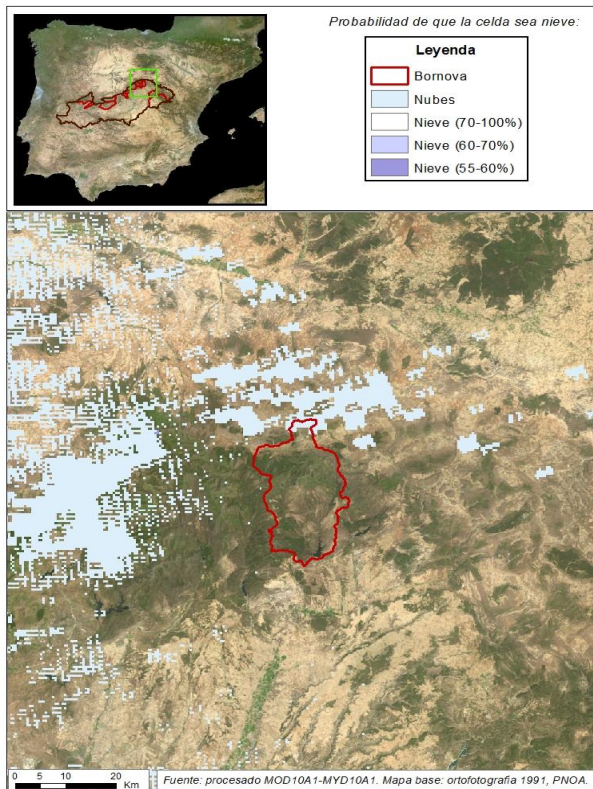 Probabilidad de que la celda sea nieve:
Leyenda
Bornova
Nubes
Nieve (70-100%)
Nieve (60-70%)
Nieve (55-60%)
0 5 10 20
Km
Fuente: procesado MOD10A1-MYD10A1. Mapa base: ortofotografia 1991, PNOA.